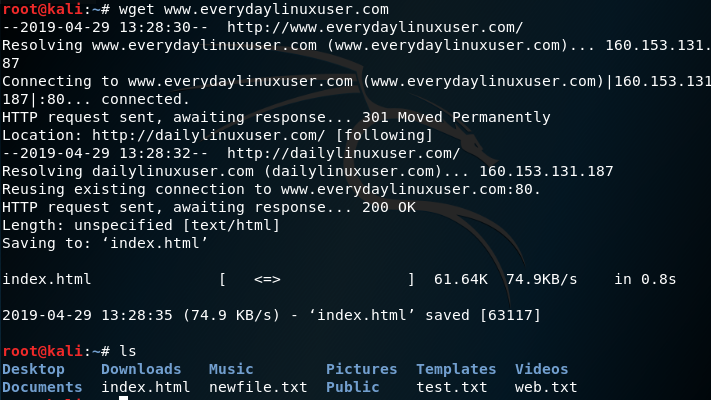 root@kali:~# wget www.everydaylinuxuser.com
--2019-04-29 13:28:30--  http://www.everydaylinuxuser.com/
Resolving www.everydaylinuxuser.com (www.everydaylinuxuser.com)... 160.153.131.
87
Connecting to www.everydaylinuxuser.com (www.everydaylinuxuser.com)|160.153.131
187|:80... connected.
HTTP request sent, awaiting response... 301 Moved Permanently
Location: http://dailylinuxuser.com/ [following]
--2019-04-29 13:28:32--  http://dailylinuxuser.com/
Resolving dailylinuxuser.com (dailylinuxuser.com)... 160.153.131.187
Reusing existing connection to www.everydaylinuxuser.com:80.
HTTP request sent, awaiting response... 200 OK
Length: unspecified [text/html]
Saving to: ‘index.html’
index.html              [   <=>              ]  61.64K  74.9KB/s    in 0.8s
2019-04-29 13:28:35 (74.9 KB/s) - ‘index.html’ saved [63117]
root@kali:~# ls
Desktop    Downloads   Music        Pictures  Templates  Videos
Documents  index.html  newfile.txt  Public    test.txt   web.txt